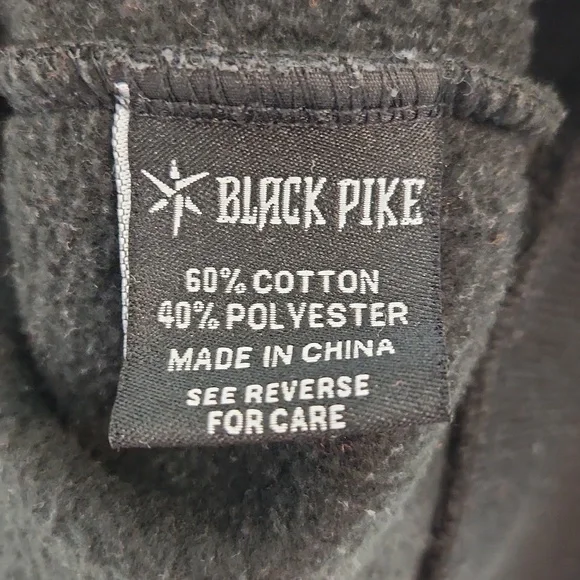 BLACK PIKE
60% COTTON
40% POLYESTER
MADE IN CHINA
SEE REVERSE
FOR CARE